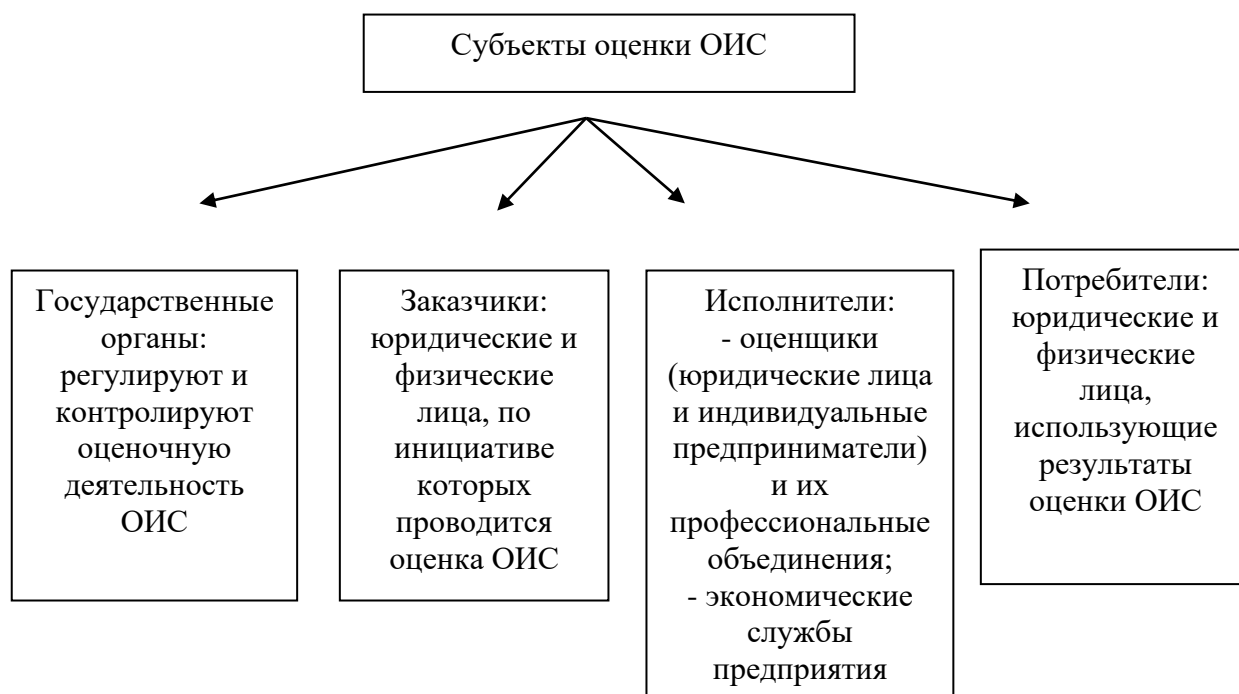 Субъекты оценки ОИС
Государственные
органы:
регулируют и
контролируют
оценочную
деятельность
ОИС
Заказчики:
юридические и
физические
лица, по
инициативе
которых
проводится
оценка ОИС
Исполнители:
- оценщики
(юридические лица
и индивидуальные
предприниматели)
и их
профессиональные
объединения;
- экономические
службы
предприятия
Потребители:
юридические и
физические
лица,
использующие
результаты
оценки ОИС